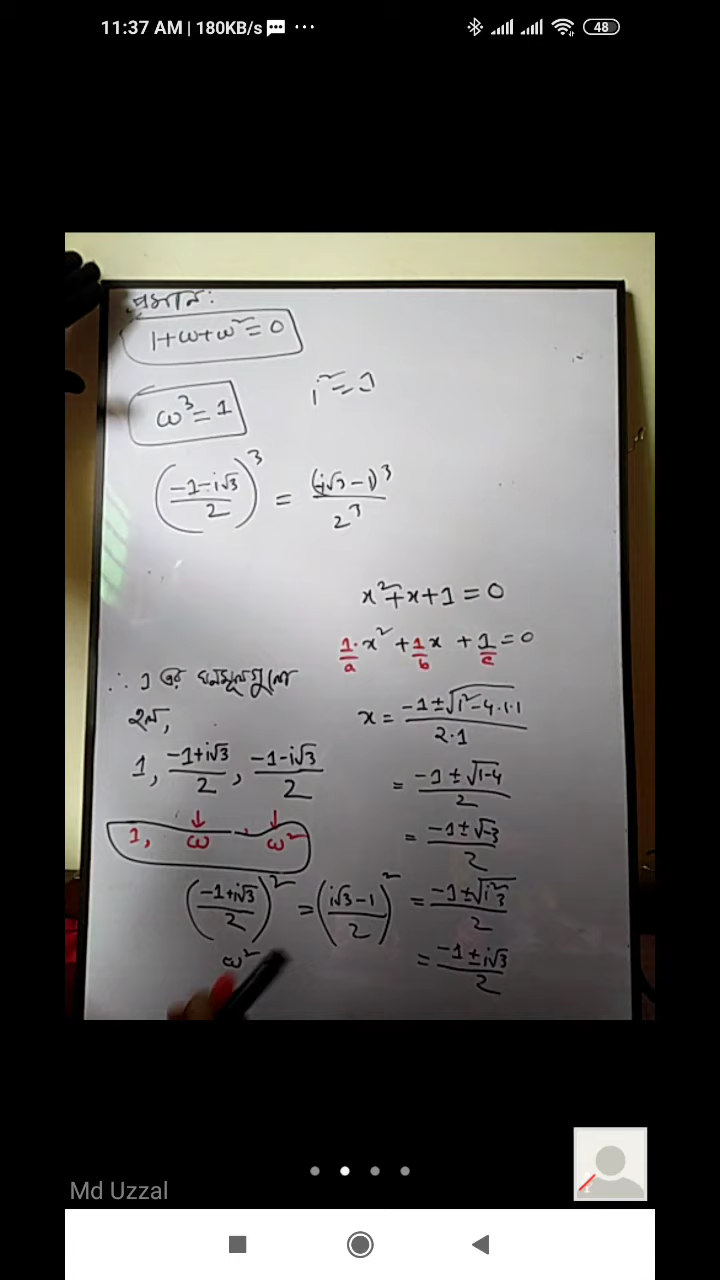 11:37 AM | 180KB/s ...
48
প্রমাণ:
1+ω+ω²=0
ω³=1
i²=1
((-1-i√3)/2)³ = (i√3-1)³/2³
x²+x+1=0
1·x²+1x+1=0
a b c
∴ 1 এর ঘনমূলগুলো
হল,
1, (-1+i√3)/2, (-1-i√3)/2
1, ω, ω²
((-1+i√3)/2)² = ((i√3-1)/2)²
ω²
x = (-1±√(1²-4.1.1))/(2·1)
= (-1±√(1-4))/2
= (-1±√-3)/2
= (-1±√(i²3))/2
= (-1±i√3)/2
Md Uzzal